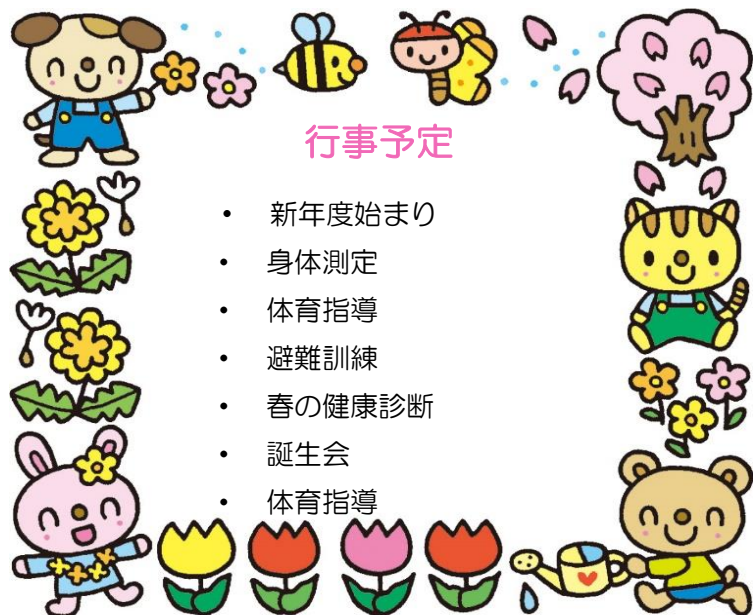 行事予定
• 新年度始まり
• 身体測定
• 体育指導
• 避難訓練
• 春の健康診断
• 誕生会
• 体育指導